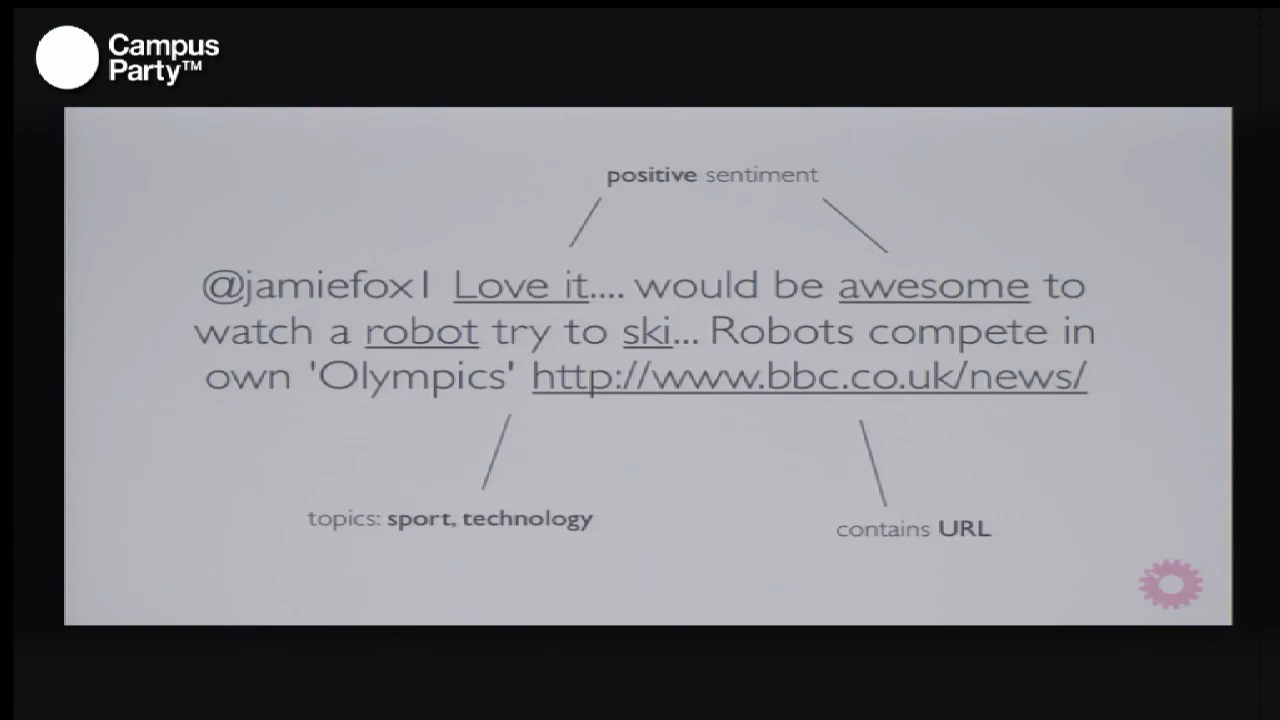 Campus
Party™
positive sentiment
@jamiefox1 Love it.... would be awesome to
watch a robot try to ski... Robots compete in
own 'Olympics' http://www.bbc.co.uk/news/
topics: sport, technology
contains URL